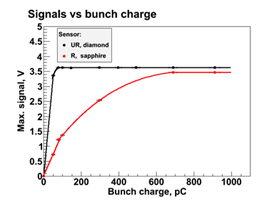 Signals vs bunch charge
5
Sensor:
UR, diamond
R, sapphire
4.5
4
3.5
3
2.5
2
1.5
1
0.5
0
Max. signal, V
0
200
400
600
800
1000
Bunch charge, pC